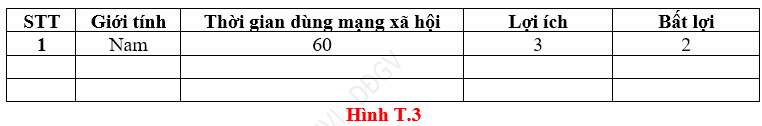 STT Giới tính Thời gian dùng mạng xã hội Lợi ích Bất lợi
1 Nam 60 3 2
Hình T.3